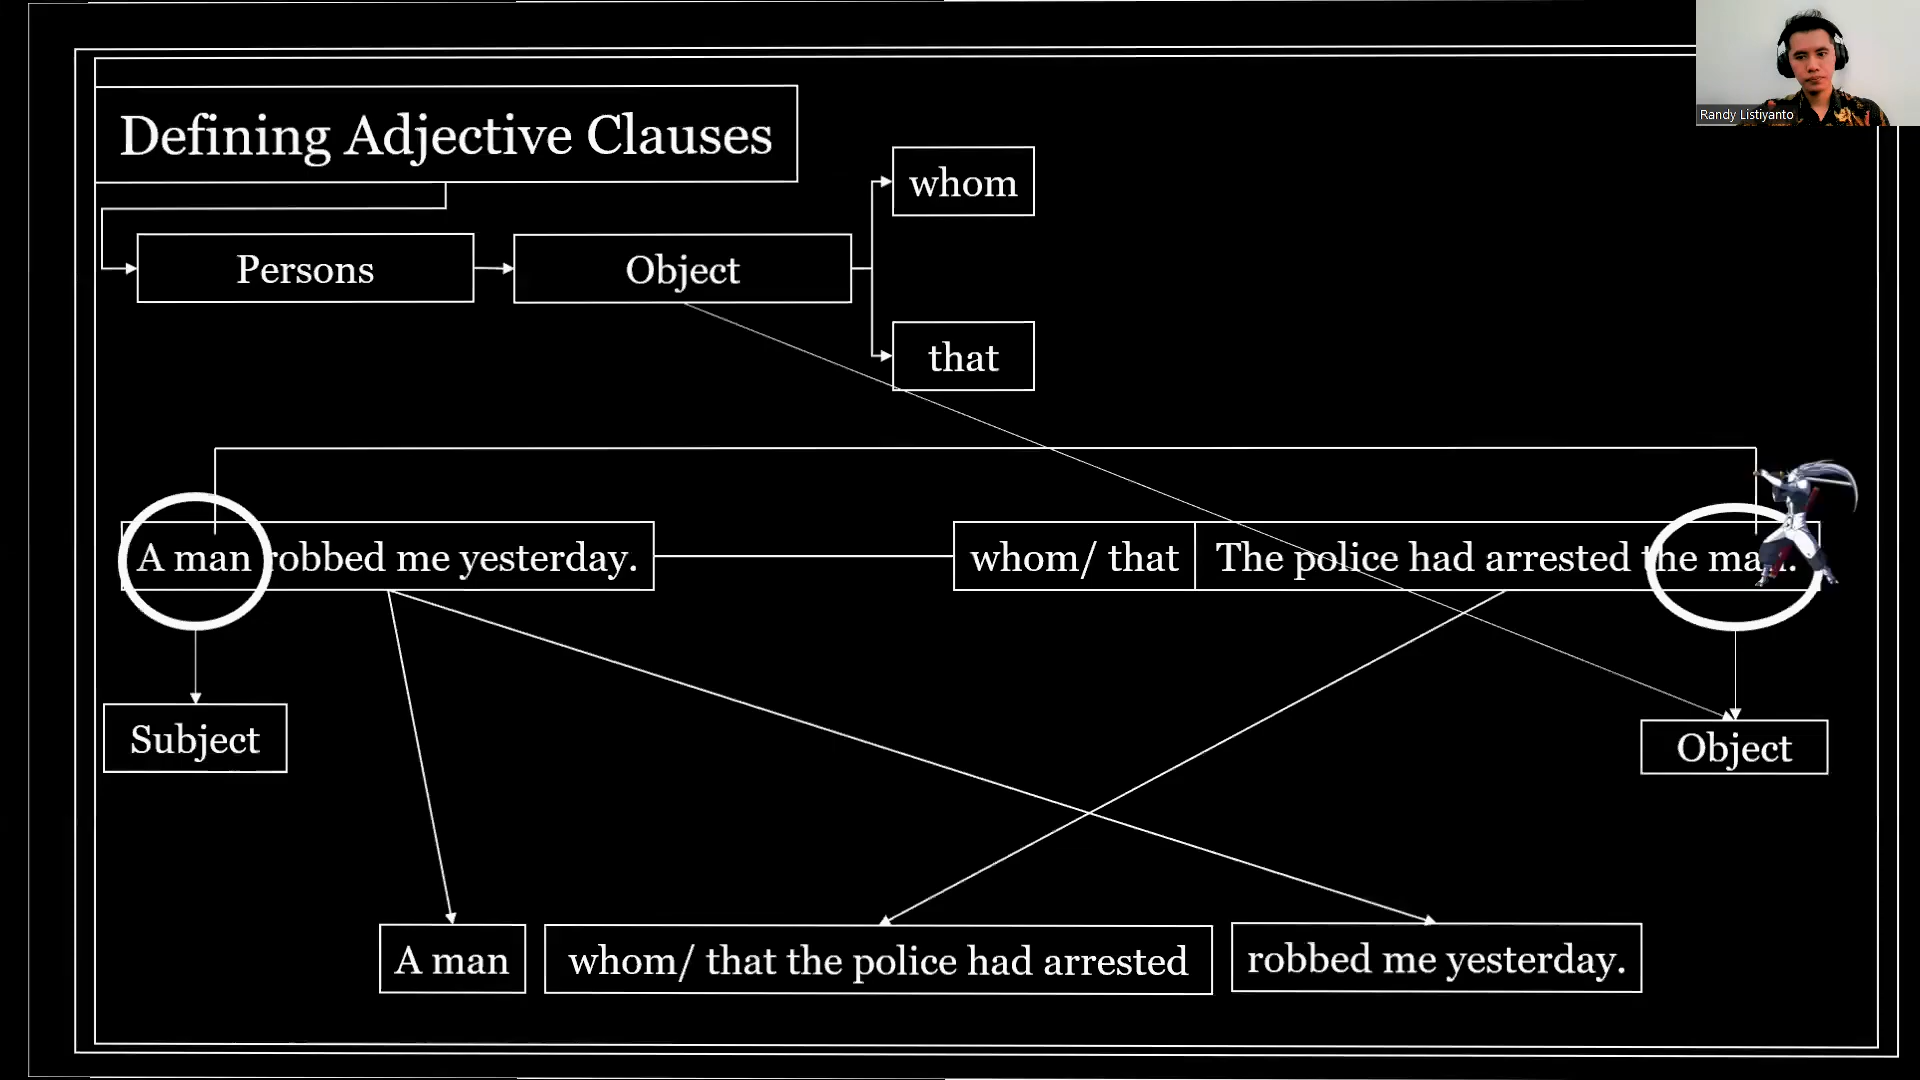 Randy Listiyanto
Defining Adjective Clauses
whom
Persons
Object
that
A man robbed me yesterday.
whom/ that
The police had arrested the ma .
Subject
Object
A man
whom/ that the police had arrested
robbed me yesterday.